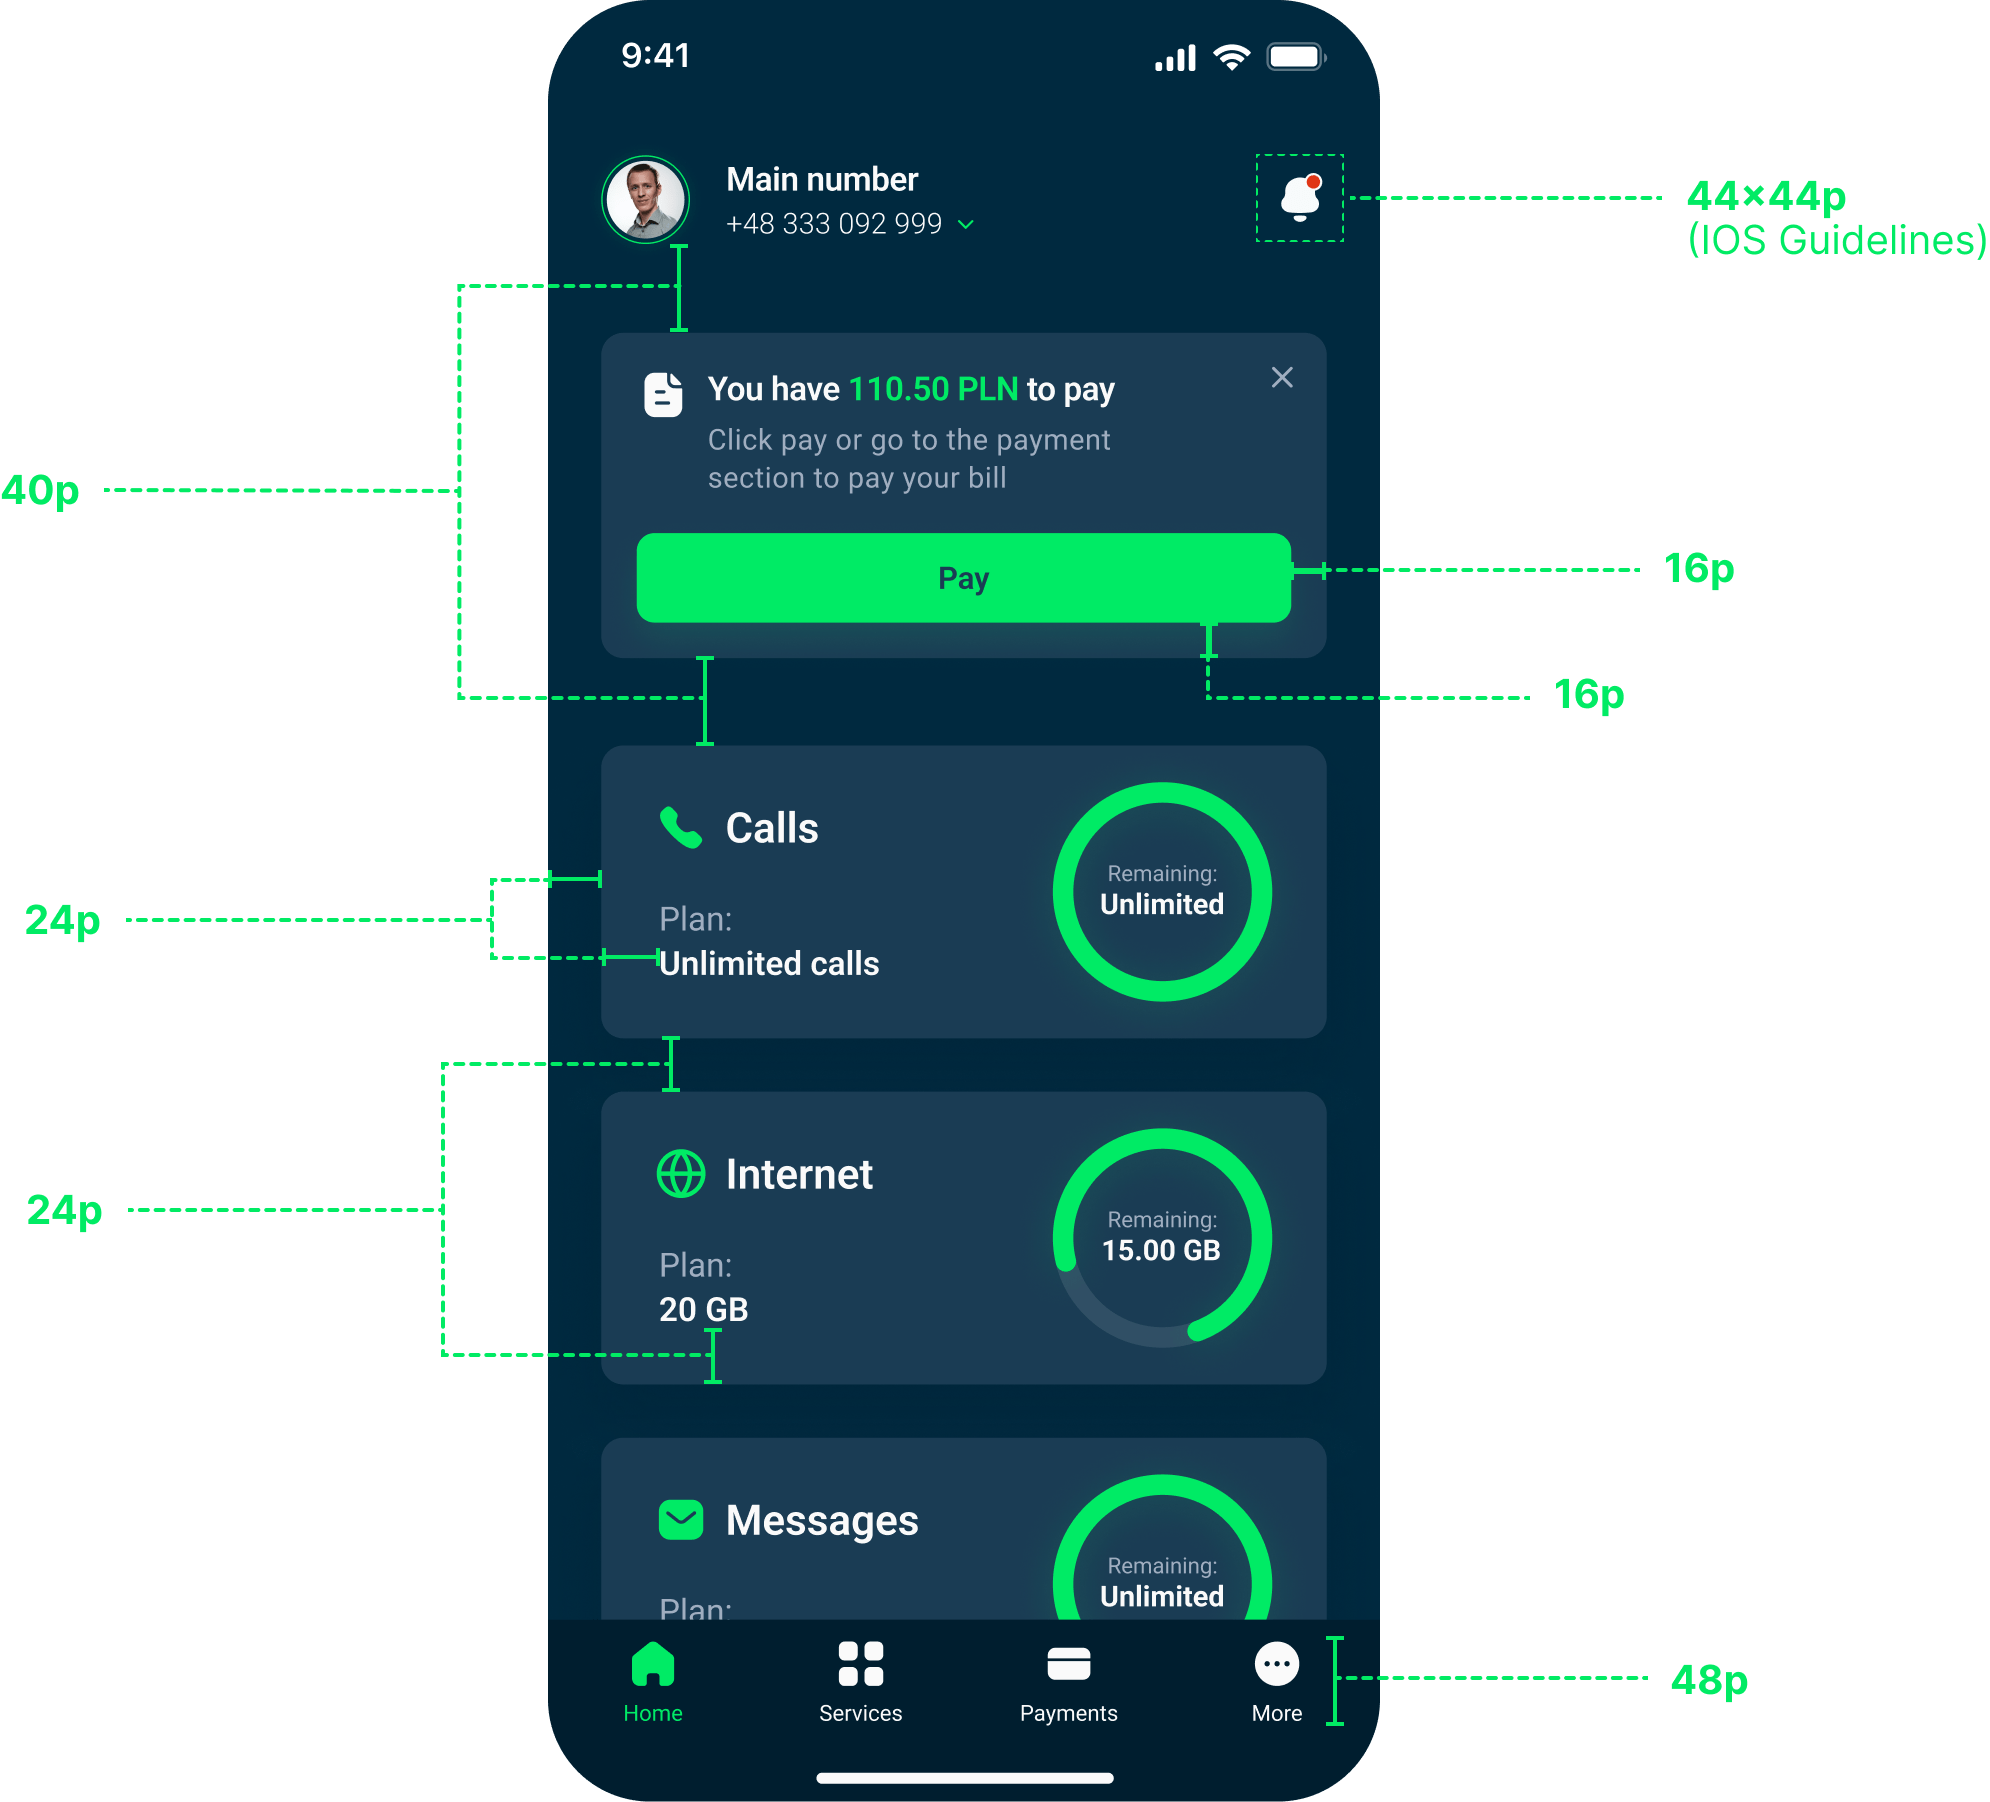 9:41
Main number
+48 333 092 999
44×44p
(IOS Guidelines)
You have 110.50 PLN to pay
Click pay or go to the payment
section to pay your bill
40p
Pay
16p
16p
Calls
Remaining:
Unlimited
24p
Plan:
Unlimited calls
Internet
24p
Remaining:
15.00 GB
Plan:
20 GB
Messages
Remaining:
Unlimited
Plan:
48p
Home
Services
Payments
More